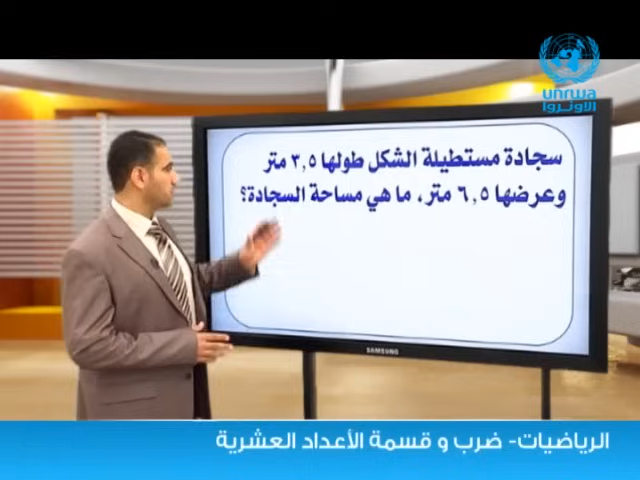 unrwa
الاونروا
سجادة مستطيلة الشكل طولها ٣,٥ متر
وعرضها ٦,٥ متر، ما هي مساحة السجادة؟
SAMSUNG
الرياضيات- ضرب و قسمة الأعداد العشرية